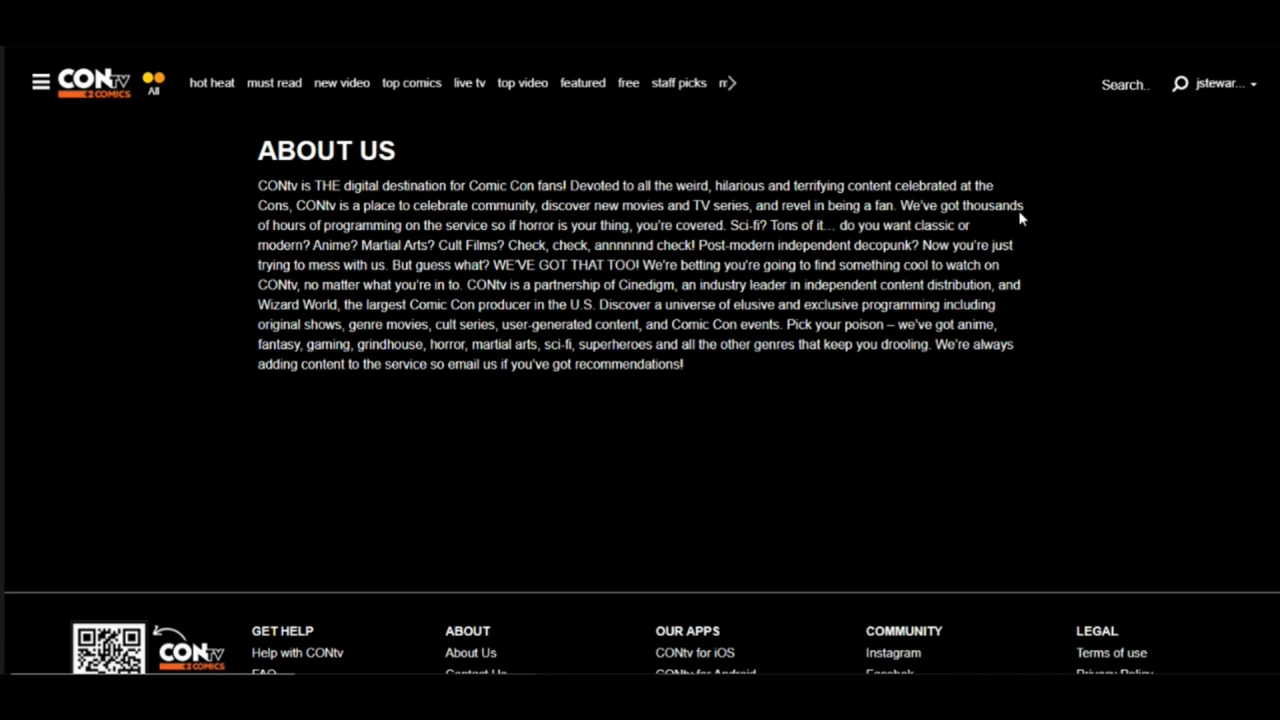 CONTV
COMICS
All
hot heat must read new video top comics live tv top video featured free staff picks
Search..
jstewar...
ABOUT US
CONtv is THE digital destination for Comic Con fans! Devoted to all the weird, hilarious and terrifying content celebrated at the
Cons, CONtv is a place to celebrate community, discover new movies and TV series, and revel in being a fan. We've got thousands
of hours of programming on the service so if horror is your thing, you're covered. Sci-fi? Tons of it... do you want classic or
modern? Anime? Martial Arts? Cult Films? Check, check, annnnnnd check! Post-modern independent decopunk? Now you're just
trying to mess with us. But guess what? WE'VE GOT THAT TOO! We're betting you're going to find something cool to watch on
CONtv, no matter what you're in to. CONtv is a partnership of Cinedigm, an industry leader in independent content distribution, and
Wizard World, the largest Comic Con producer in the U.S. Discover a universe of elusive and exclusive programming including
original shows, genre movies, cult series, user-generated content, and Comic Con events. Pick your poison – we've got anime,
fantasy, gaming, grindhouse, horror, martial arts, sci-fi, superheroes and all the other genres that keep you drooling. We're always
adding content to the service so email us if you've got recommendations!
CONTV
COMICS
GET HELP
Help with CONtv
FAQ
ABOUT
About Us
Contact Us
OUR APPS
CONtv for iOS
CONtv for Android
COMMUNITY
Instagram
LEGAL
Terms of use
Privacy Policy